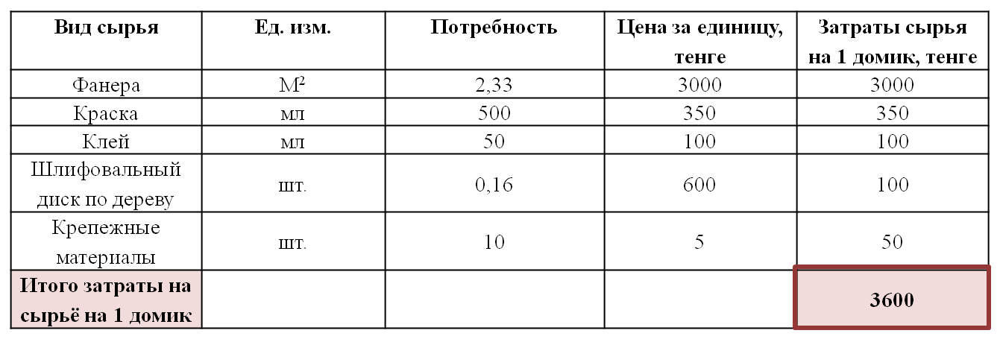 Вид сырья Ед. изм. Потребность Цена за единицу, тенге Затраты сырья на 1 домик, тенге
Фанера М² 2,33 3000 3000
Краска мл 500 350 350
Клей мл 50 100 100
Шлифовальный диск по дереву шт. 0,16 600 100
Крепежные материалы шт. 10 5 50
Итого затраты на сырьё на 1 домик 3600